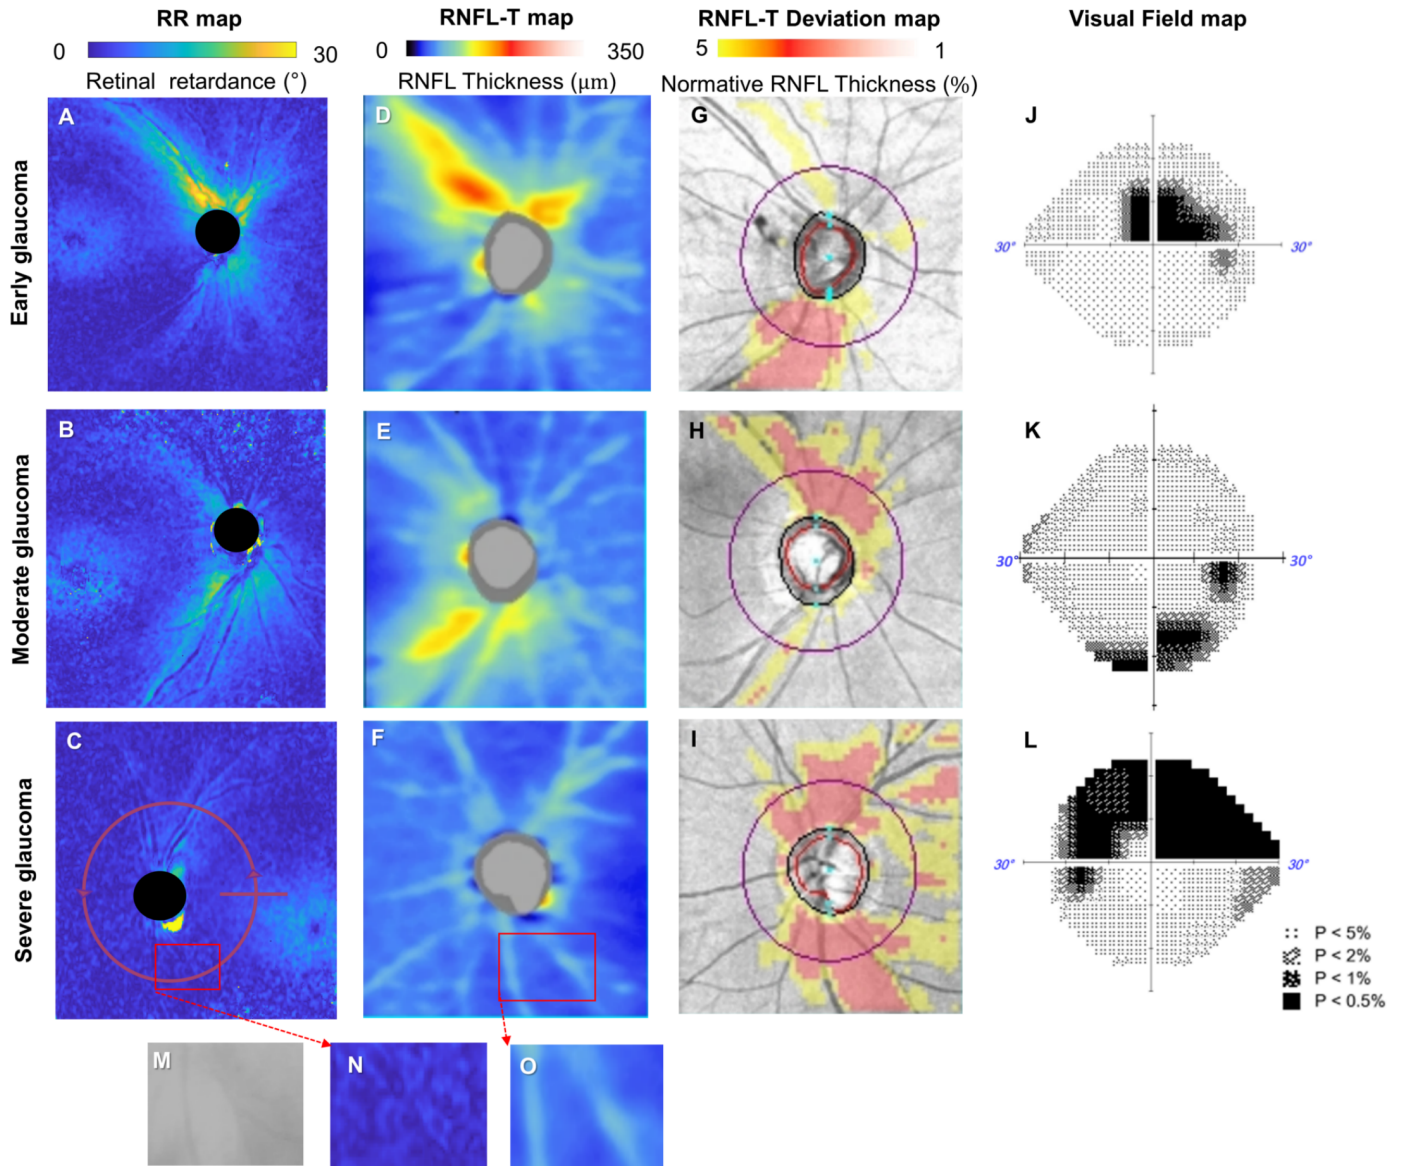 RR map
RNFL-T map
RNFL-T Deviation map
Visual Field map
0 30
0 350
5 1
Retinal retardance (°)
RNFL Thickness (μm)
Normative RNFL Thickness (%)
Early glaucoma
A
D
G
J
30° 30°
Moderate glaucoma
B
E
H
K
30° 30°
Severe glaucoma
C
F
I
L
30° 30°
P < 5%
P < 2%
P < 1%
P < 0.5%
M
N
O